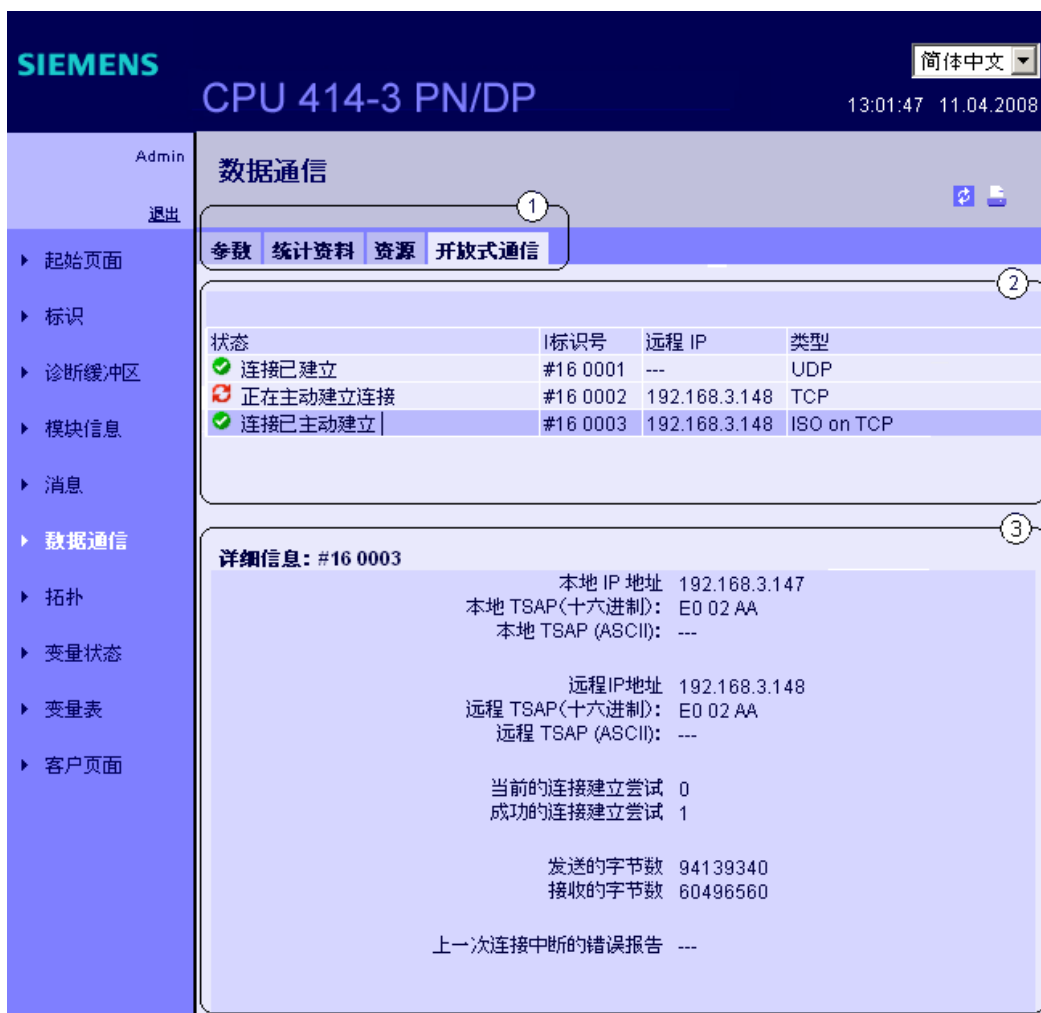 SIEMENS
简体中文
CPU 414-3 PN/DP
13:01:47 11.04.2008
Admin
退出
数据通信
1
参数 统计资料 资源 开放式通信
起始页面
标识
诊断缓冲区
模块信息
消息
数据通信
拓扑
变量状态
变量表
客户页面
2
状态 I标识号 远程 IP 类型
连接已建立 #16 0001 --- UDP
正在主动建立连接 #16 0002 192.168.3.148 TCP
连接已主动建立 #16 0003 192.168.3.148 ISO on TCP
3
详细信息: #16 0003
本地 IP 地址 192.168.3.147
本地 TSAP(十六进制): E0 02 AA
本地 TSAP (ASCII): ---
远程IP地址 192.168.3.148
远程 TSAP(十六进制): E0 02 AA
远程 TSAP (ASCII): ---
当前的连接建立尝试 0
成功的连接建立尝试 1
发送的字节数 94139340
接收的字节数 60496560
上一次连接中断的错误报告 ---